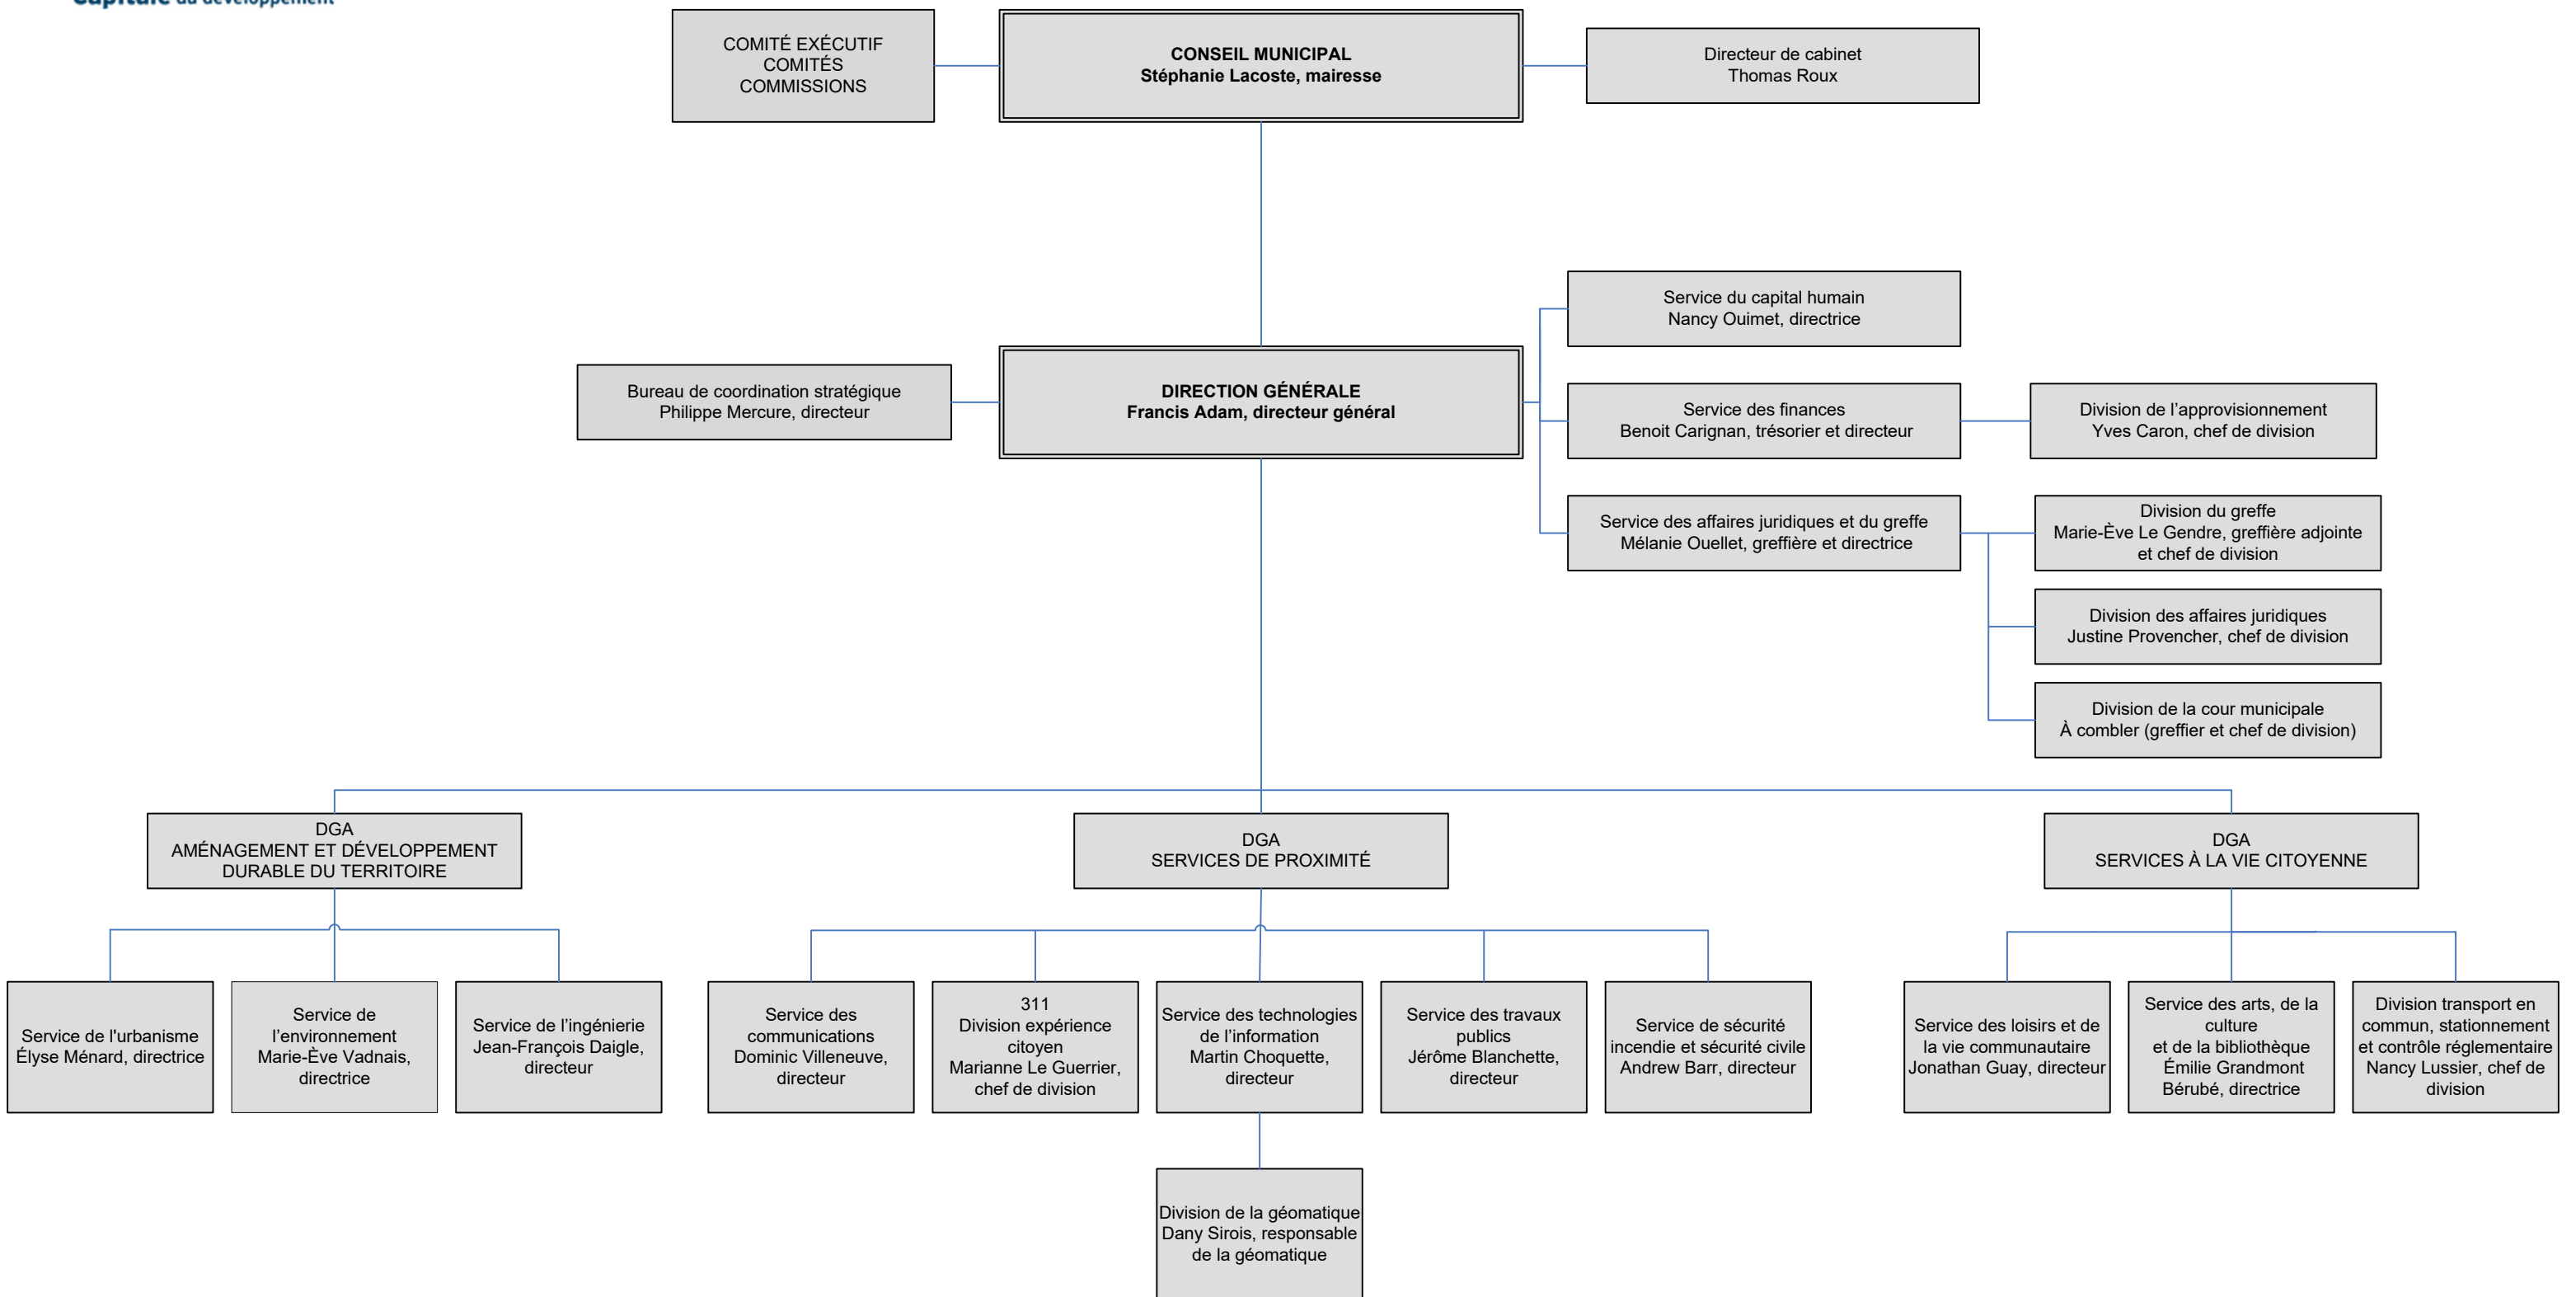 Capitale du développement
COMITÉ EXÉCUTIF
COMITÉS
COMMISSIONS
CONSEIL MUNICIPAL
Stéphanie Lacoste, mairesse
Directeur de cabinet
Thomas Roux
Service du capital humain
Nancy Ouimet, directrice
Bureau de coordination stratégique
Philippe Mercure, directeur
DIRECTION GÉNÉRALE
Francis Adam, directeur général
Service des finances
Benoit Carignan, trésorier et directeur
Division de l’approvisionnement
Yves Caron, chef de division
Service des affaires juridiques et du greffe
Mélanie Ouellet, greffière et directrice
Division du greffe
Marie-Ève Le Gendre, greffière adjointe
et chef de division
Division des affaires juridiques
Justine Provencher, chef de division
Division de la cour municipale
À combler (greffier et chef de division)
DGA
AMÉNAGEMENT ET DÉVELOPPEMENT
DURABLE DU TERRITOIRE
DGA
SERVICES DE PROXIMITÉ
DGA
SERVICES À LA VIE CITOYENNE
Service de l'urbanisme
Élyse Ménard, directrice
Service de
l’environnement
Marie-Ève Vadnais,
directrice
Service de l’ingénierie
Jean-François Daigle,
directeur
Service des
communications
Dominic Villeneuve,
directeur
311
Division expérience
citoyen
Marianne Le Guerrier,
chef de division
Service des technologies
de l’information
Martin Choquette,
directeur
Service des travaux
publics
Jérôme Blanchette,
directeur
Service de sécurité
incendie et sécurité civile
Andrew Barr, directeur
Service des loisirs et de
la vie communautaire
Jonathan Guay, directeur
Service des arts, de la
culture
et de la bibliothèque
Émilie Grandmont
Bérubé, directrice
Division transport en
commun, stationnement
et contrôle réglementaire
Nancy Lussier, chef de
division
Division de la géomatique
Dany Sirois, responsable
de la géomatique